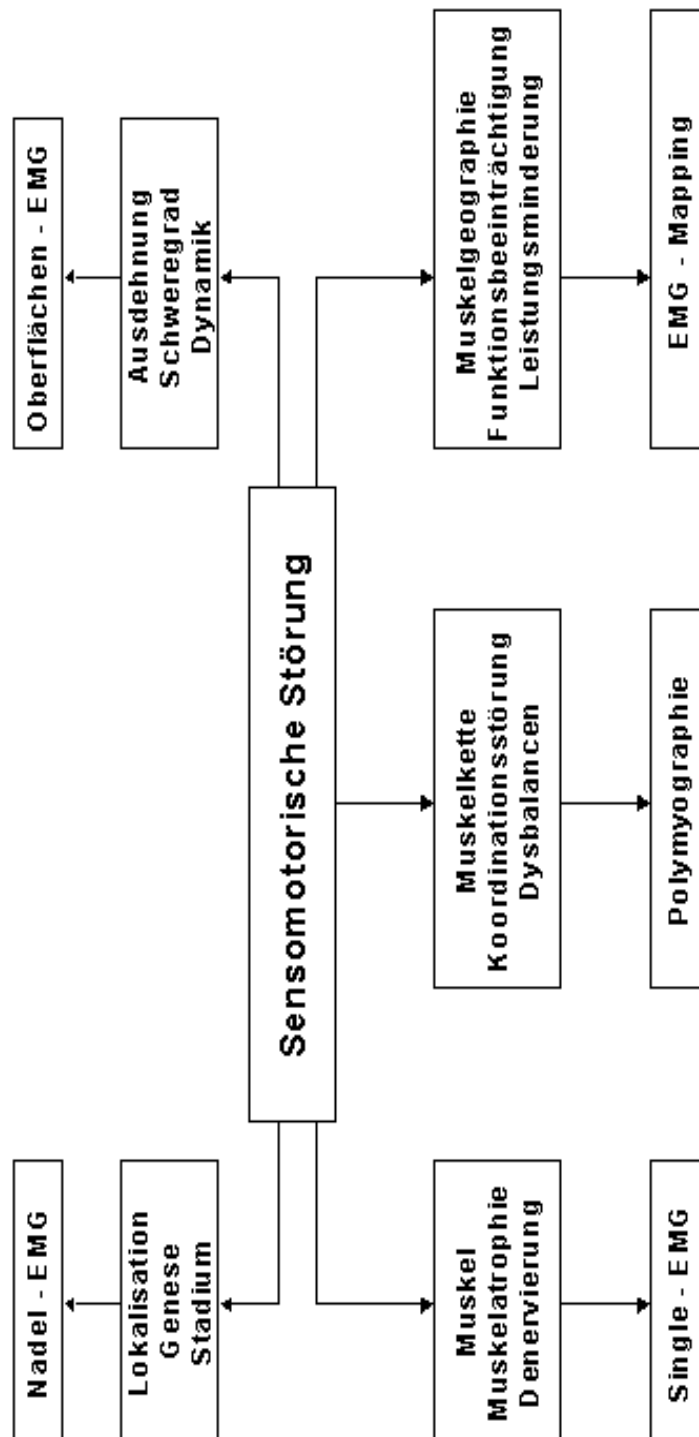 Nadel - EMG
Oberflächen - EMG
Lokalisation
Genese
Stadium
Ausdehnung
Schweregrad
Dynamik
Sensomotorische Störung
Muskel
Muskelatrophie
Denervierung
Muskelkette
Koordinationsstörung
Dysbalancen
Muskelgeographie
Funktionsbeeinträchtigung
Leistungsminderung
Single - EMG
Polymyographie
EMG - Mapping